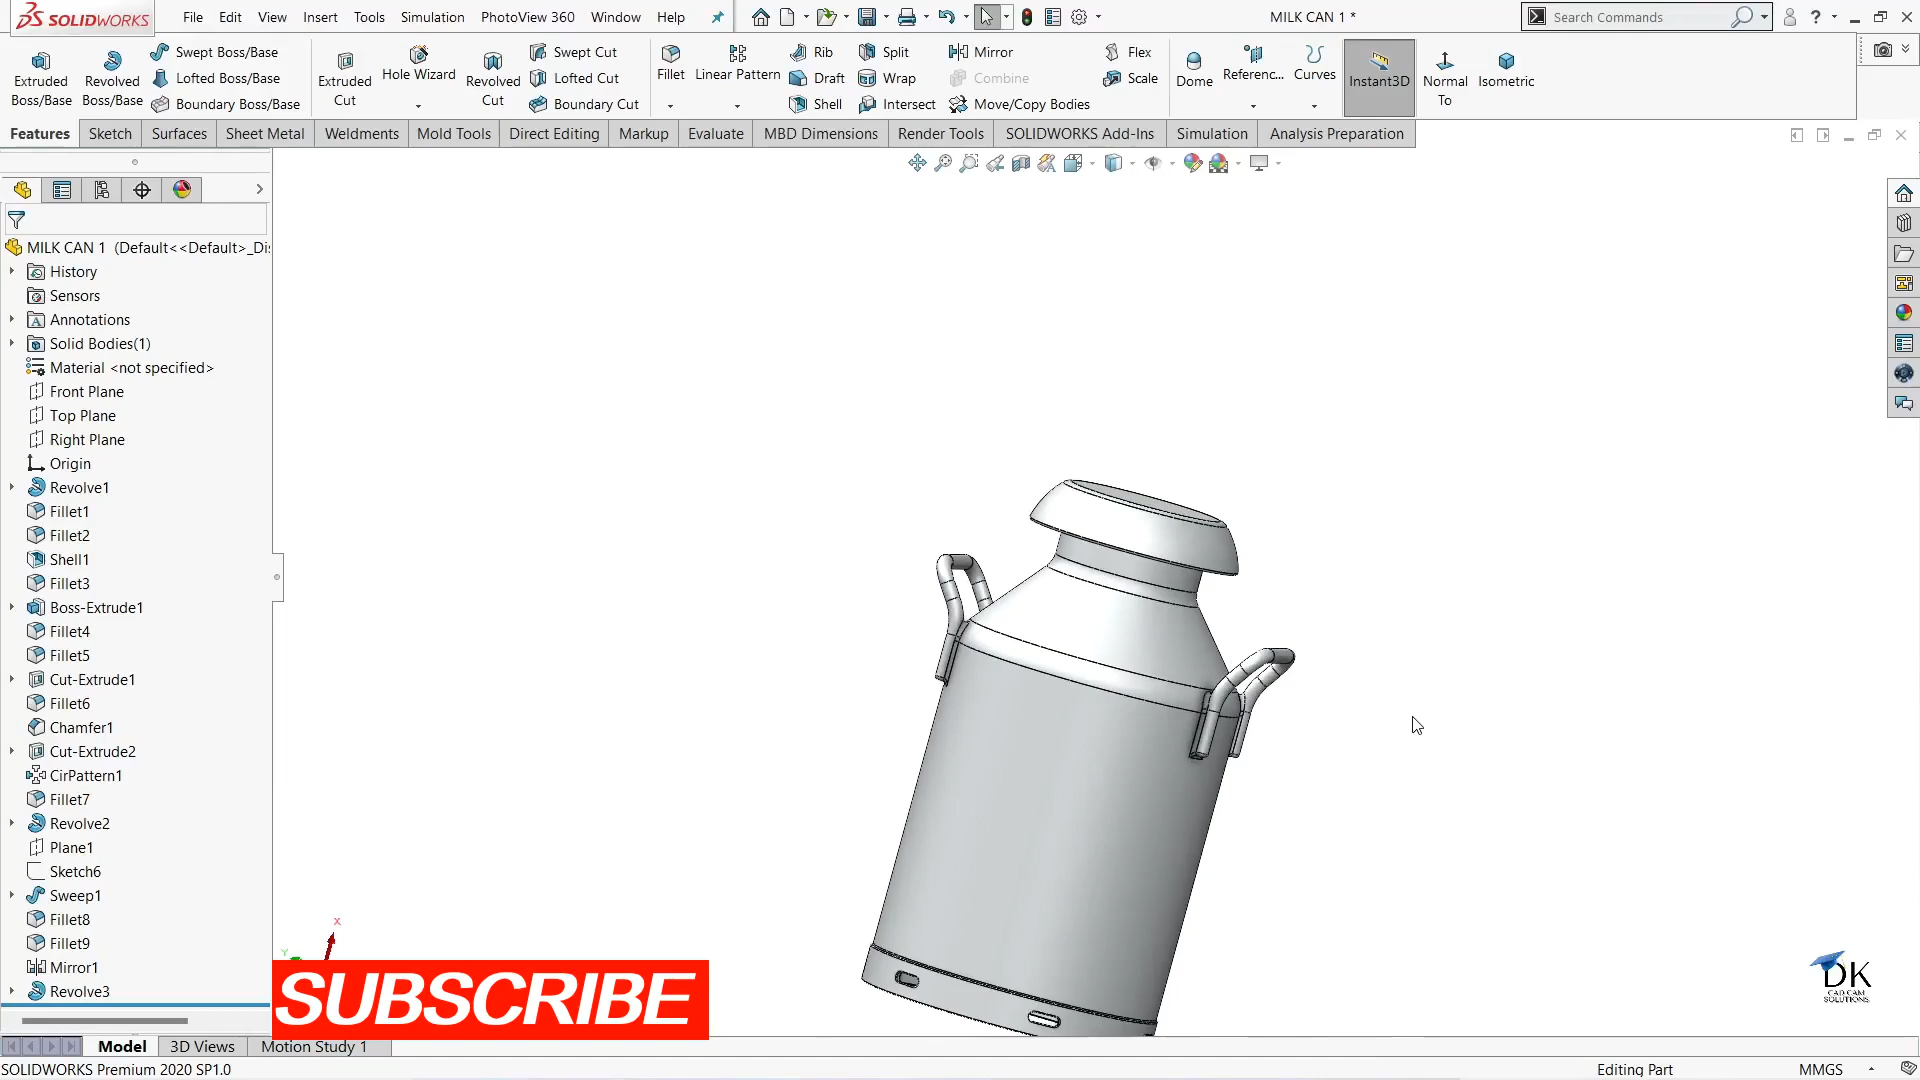 SOLIDWORKS
File Edit View Insert Tools Simulation PhotoView 360 Window Help
MILK CAN 1 *
Search Commands
Extruded Boss/Base
Revolved Boss/Base
Swept Boss/Base
Lofted Boss/Base
Boundary Boss/Base
Extruded Cut
Hole Wizard
Revolved Cut
Swept Cut
Lofted Cut
Boundary Cut
Fillet
Linear Pattern
Rib
Draft
Shell
Split
Wrap
Intersect
Mirror
Combine
Move/Copy Bodies
Flex
Scale
Dome
Referenc...
Curves
Instant3D
Normal To
Isometric
Features Sketch Surfaces Sheet Metal Weldments Mold Tools Direct Editing Markup Evaluate MBD Dimensions Render Tools SOLIDWORKS Add-Ins Simulation Analysis Preparation
MILK CAN 1 (Default<<Default>_Di
History
Sensors
Annotations
Solid Bodies(1)
Material <not specified>
Front Plane
Top Plane
Right Plane
Origin
Revolve1
Fillet1
Fillet2
Shell1
Fillet3
Boss-Extrude1
Fillet4
Fillet5
Cut-Extrude1
Fillet6
Chamfer1
Cut-Extrude2
CirPattern1
Fillet7
Revolve2
Plane1
Sketch6
Sweep1
Fillet8
Fillet9
Mirror1
Revolve3
X
Y
SUBSCRIBE
DK
CAD CAM
SOLUTIONS
Model 3D Views Motion Study 1
SOLIDWORKS Premium 2020 SP1.0
Editing Part
MMGS